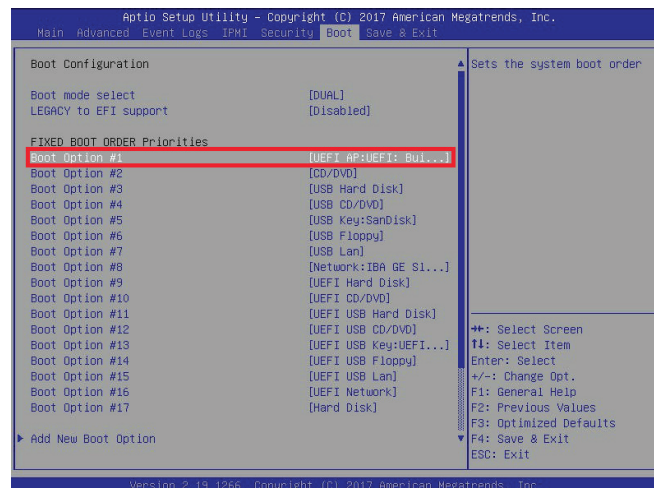 Aptio Setup Utility – Copyright (C) 2017 American Megatrends, Inc.
Main Advanced Event Logs IPMI Security Boot Save & Exit
Boot Configuration
Sets the system boot order
Boot mode select [DUAL]
LEGACY to EFI support [Disabled]
FIXED BOOT ORDER Priorities
Boot Option #1 [UEFI AP:UEFI: Bui...]
Boot Option #2 [CD/DVD]
Boot Option #3 [USB Hard Disk]
Boot Option #4 [USB CD/DVD]
Boot Option #5 [USB Key:SanDisk]
Boot Option #6 [USB Floppy]
Boot Option #7 [USB Lan]
Boot Option #8 [Network:IBA GE Sl...]
Boot Option #9 [UEFI Hard Disk]
Boot Option #10 [UEFI CD/DVD]
Boot Option #11 [UEFI USB Hard Disk]
Boot Option #12 [UEFI USB CD/DVD]
Boot Option #13 [UEFI USB Key:UEFI...]
Boot Option #14 [UEFI USB Floppy]
Boot Option #15 [UEFI USB Lan]
Boot Option #16 [UEFI Network]
Boot Option #17 [Hard Disk]
Add New Boot Option
→←: Select Screen
↑↓: Select Item
Enter: Select
+/-: Change Opt.
F1: General Help
F2: Previous Values
F3: Optimized Defaults
F4: Save & Exit
ESC: Exit
Version 2.19.1266. Copyright (C) 2017 American Megatrends, Inc.